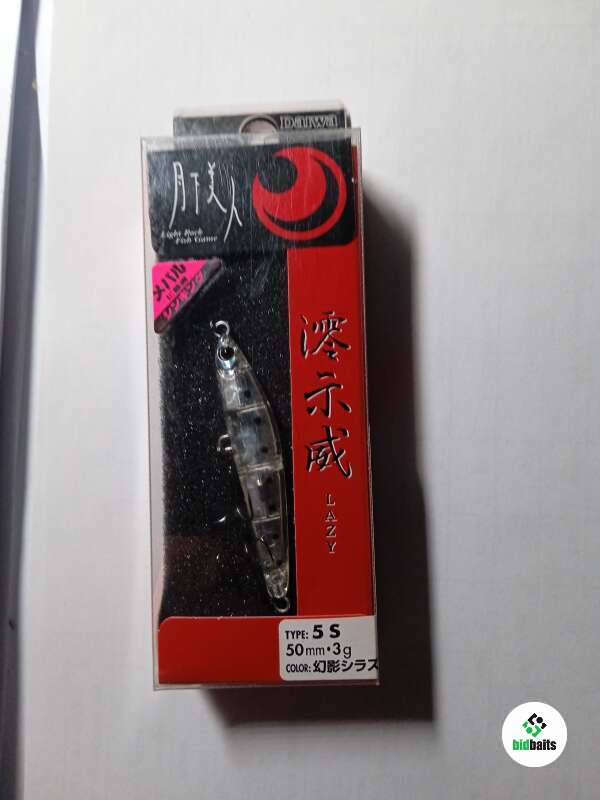 Daiwa
月下美人
Light Rock
Fish Game
メバル
澪示威
LAZY
TYPE: 5 S
50mm・3g
COLOR: 幻影シラス
bidbaits